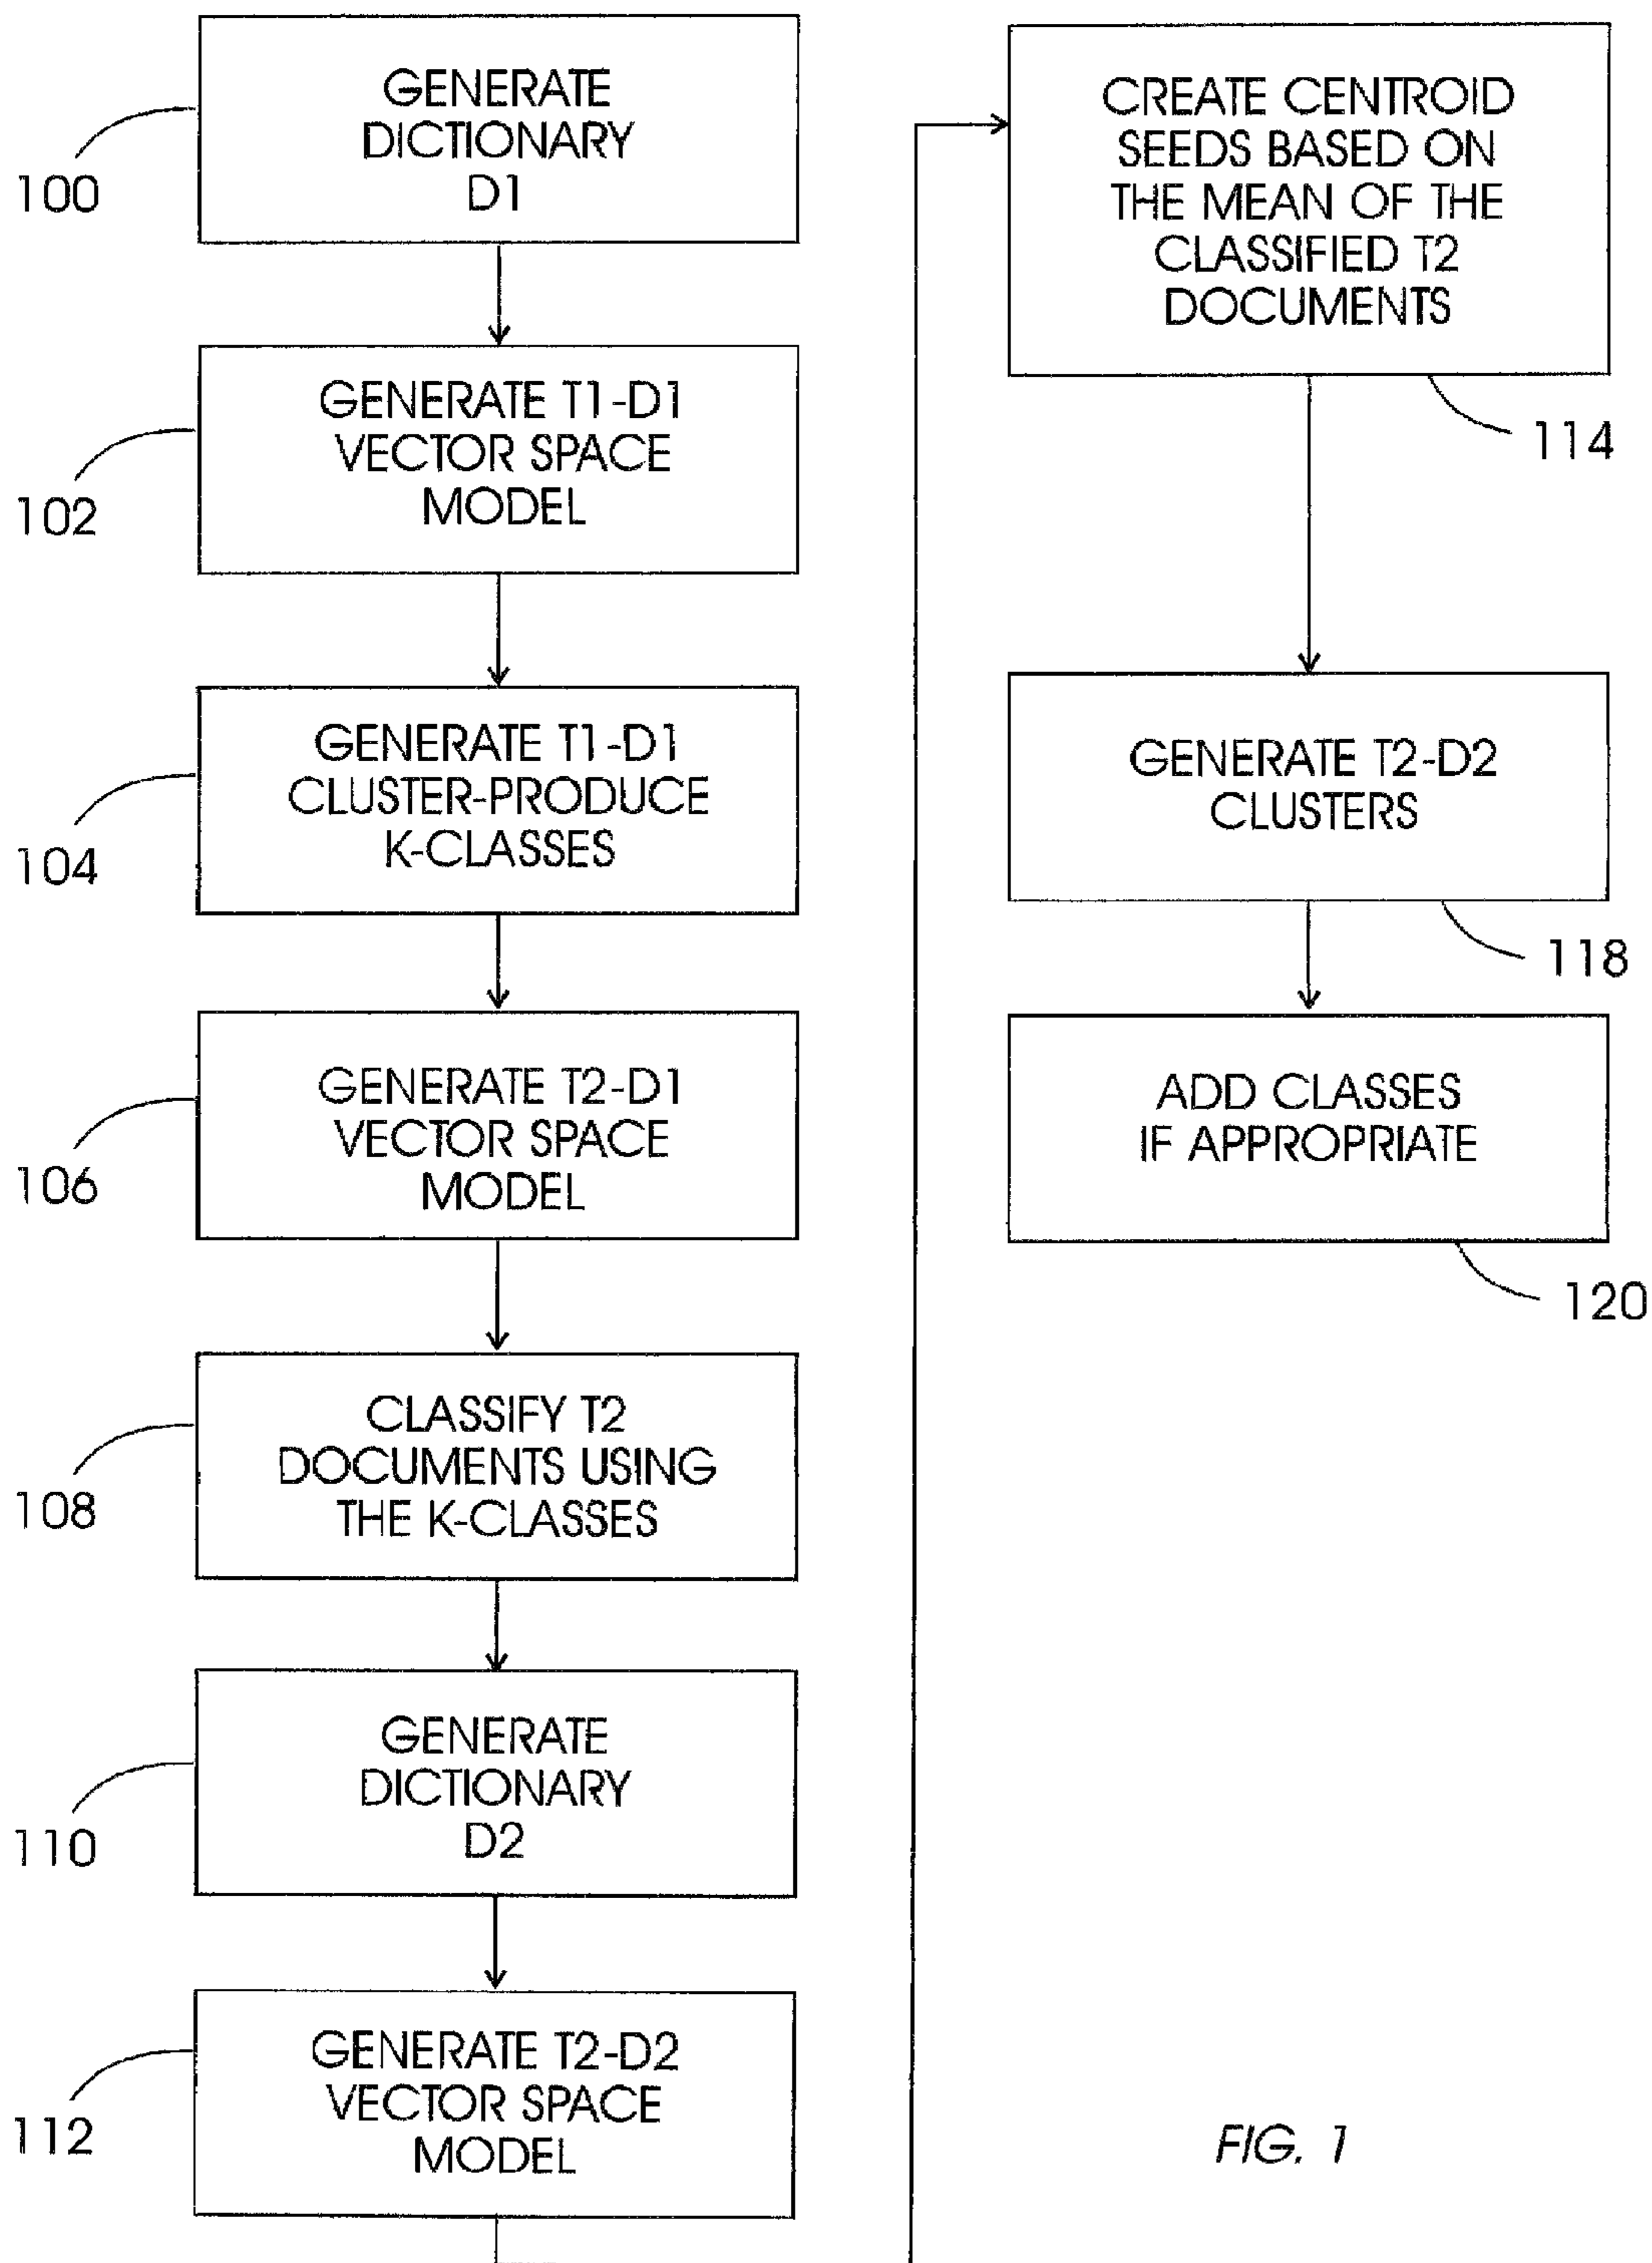 GENERATE
DICTIONARY
D1
100
GENERATE T1-D1
VECTOR SPACE
MODEL
102
GENERATE T1-D1
CLUSTER-PRODUCE
K-CLASSES
104
GENERATE T2-D1
VECTOR SPACE
MODEL
106
CLASSIFY T2
DOCUMENTS USING
THE K-CLASSES
108
GENERATE
DICTIONARY
D2
110
GENERATE T2-D2
VECTOR SPACE
MODEL
112
CREATE CENTROID
SEEDS BASED ON
THE MEAN OF THE
CLASSIFIED T2
DOCUMENTS
114
GENERATE T2-D2
CLUSTERS
118
ADD CLASSES
IF APPROPRIATE
120
FIG. 1